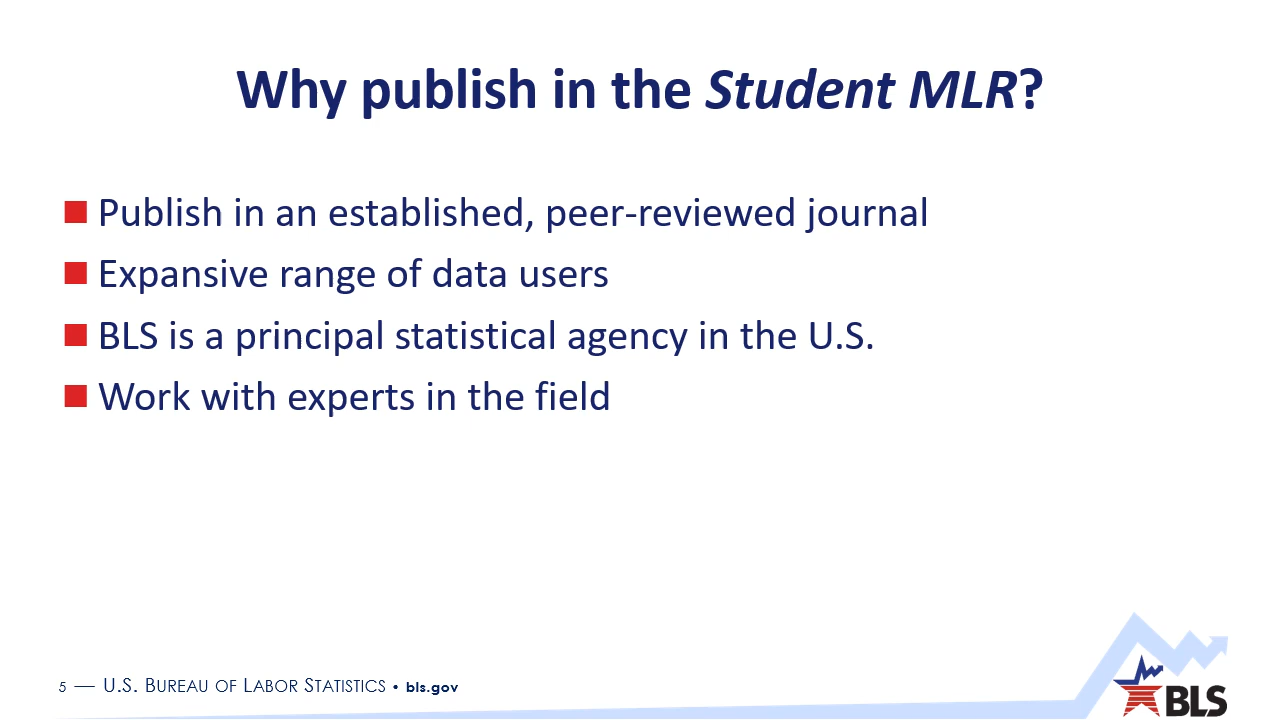 Why publish in the Student MLR?
Publish in an established, peer-reviewed journal
Expansive range of data users
BLS is a principal statistical agency in the U.S.
Work with experts in the field
5 — U.S. BUREAU OF LABOR STATISTICS • bls.gov
BLS